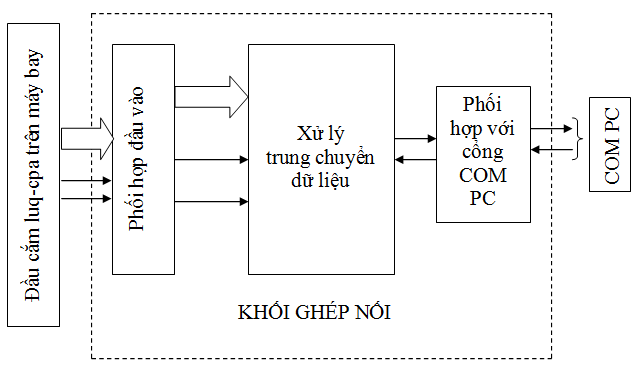 Đầu cắm luq-cpa trên máy bay
Phối hợp đầu vào
Xử lý
trung chuyển
dữ liệu
Phối
hợp với
cổng
COM
PC
COM PC
KHỐI GHÉP NỐI